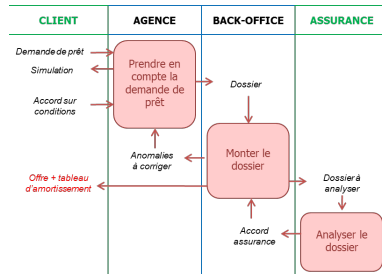 CLIENT AGENCE BACK-OFFICE ASSURANCE
Demande de prêt
Simulation
Accord sur
conditions
Prendre en
compte la
demande de
prêt
Dossier
Anomalies
à corriger
Monter le
dossier
Offre + tableau
d'amortissement
Dossier à
analyser
Accord
assurance
Analyser le
dossier